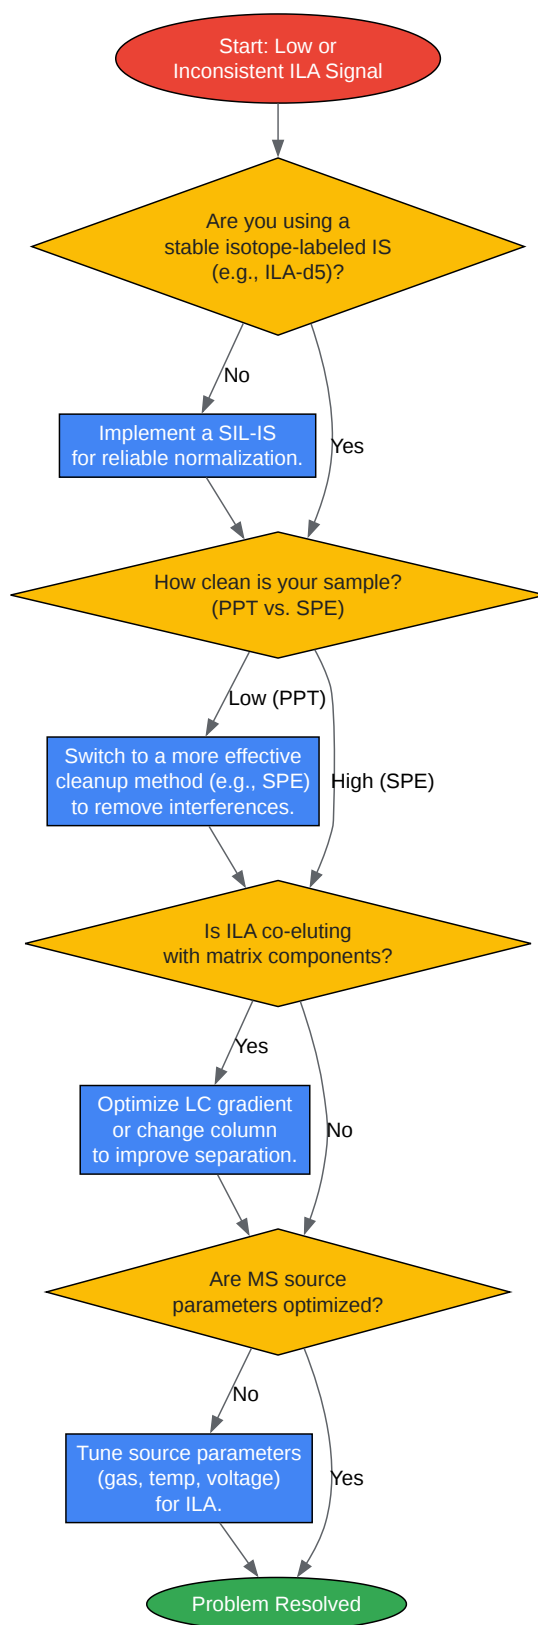 Start: Low or
Inconsistent ILA Signal
Are you using a
stable isotope-labeled IS
(e.g., ILA-d5)?
No
Implement a SIL-IS
for reliable normalization.
Yes
How clean is your sample?
(PPT vs. SPE)
Low (PPT)
Switch to a more effective
cleanup method (e.g., SPE)
to remove interferences.
High (SPE)
Is ILA co-eluting
with matrix components?
Yes
Optimize LC gradient
or change column
to improve separation.
No
Are MS source
parameters optimized?
No
Tune source parameters
(gas, temp, voltage)
for ILA.
Yes
Problem Resolved